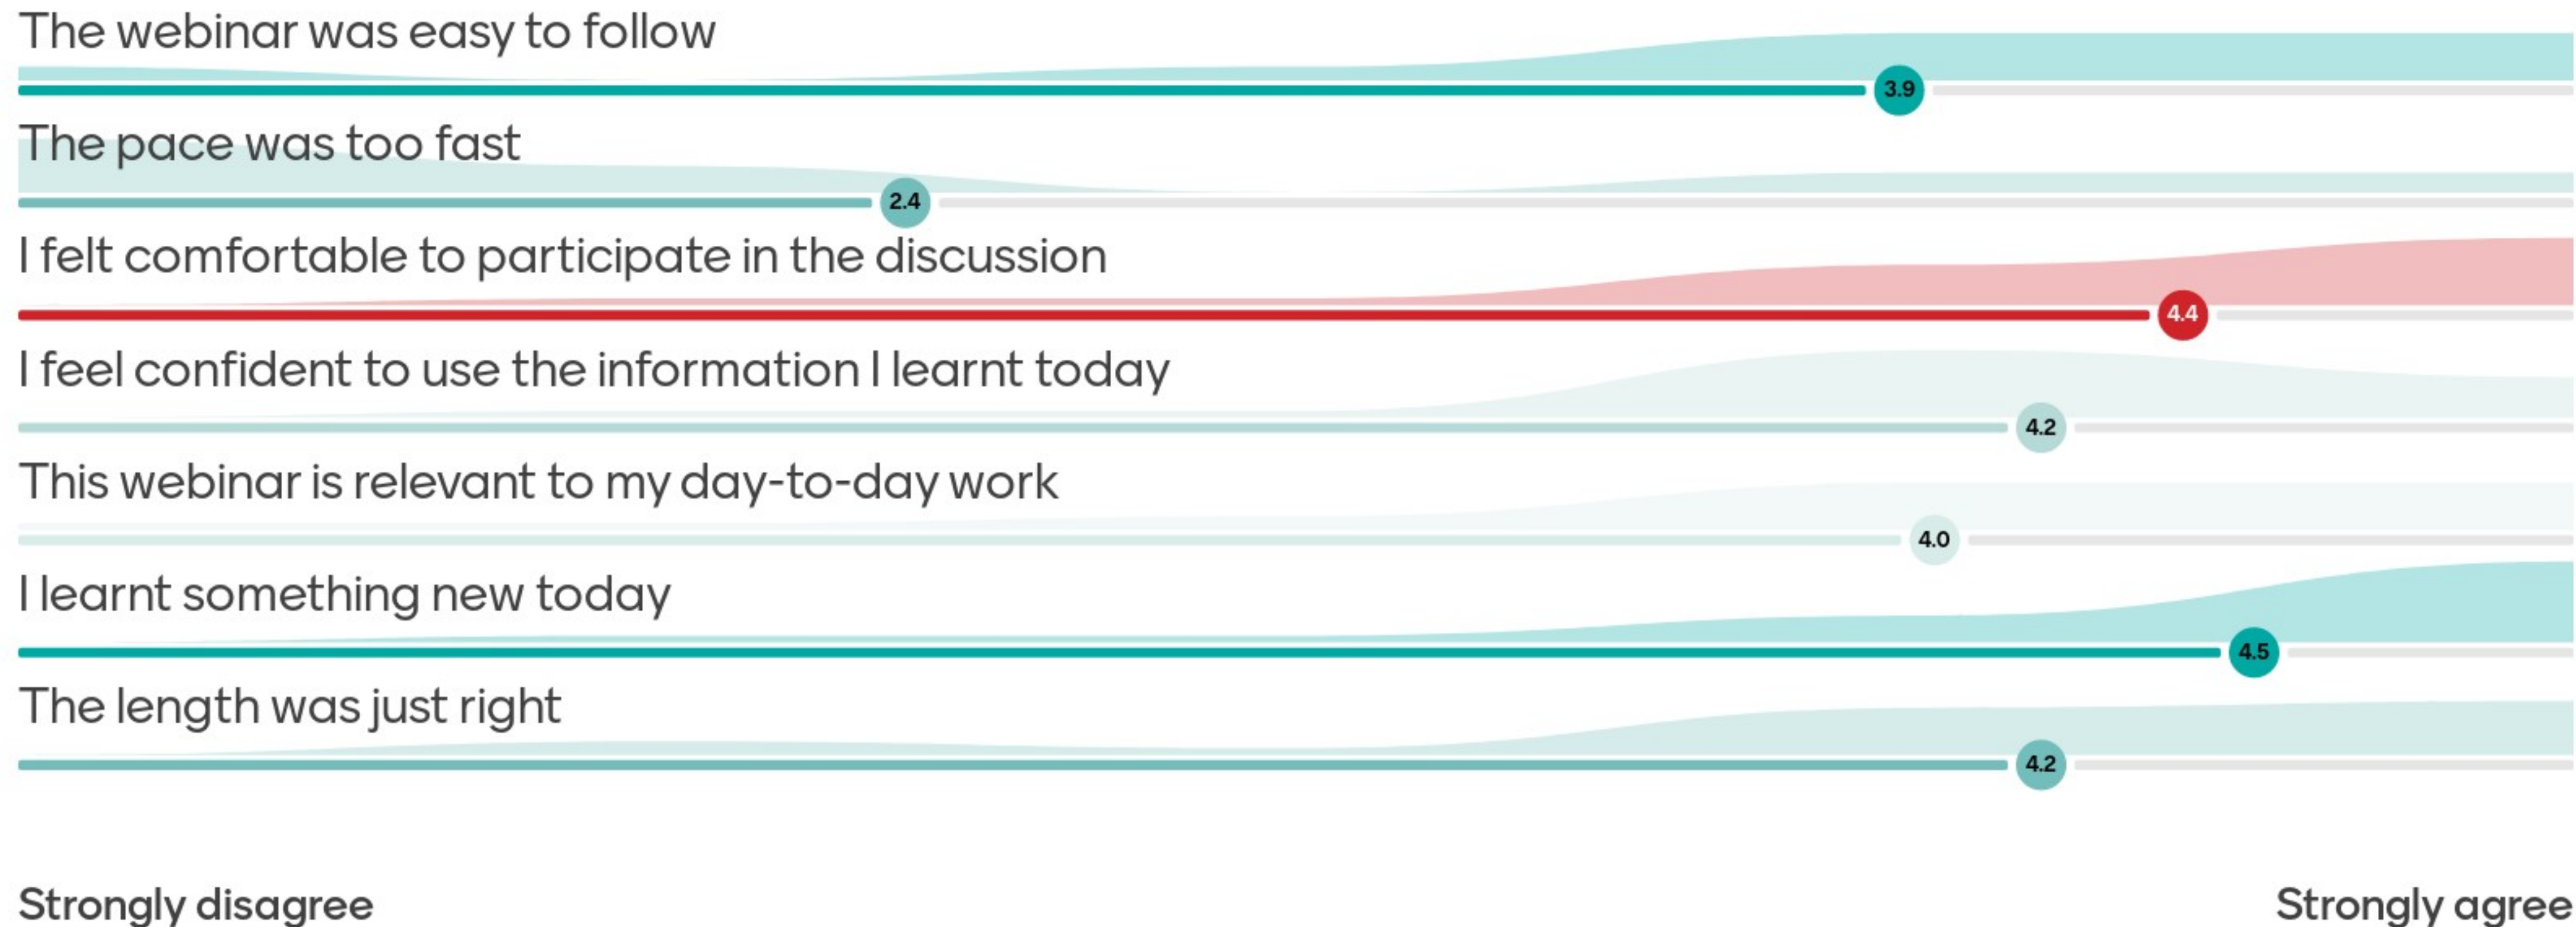 The webinar was easy to follow
3.9
The pace was too fast
2.4
I felt comfortable to participate in the discussion
4.4
I feel confident to use the information I learnt today
4.2
This webinar is relevant to my day-to-day work
4.0
I learnt something new today
4.5
The length was just right
4.2
Strongly disagree
Strongly agree